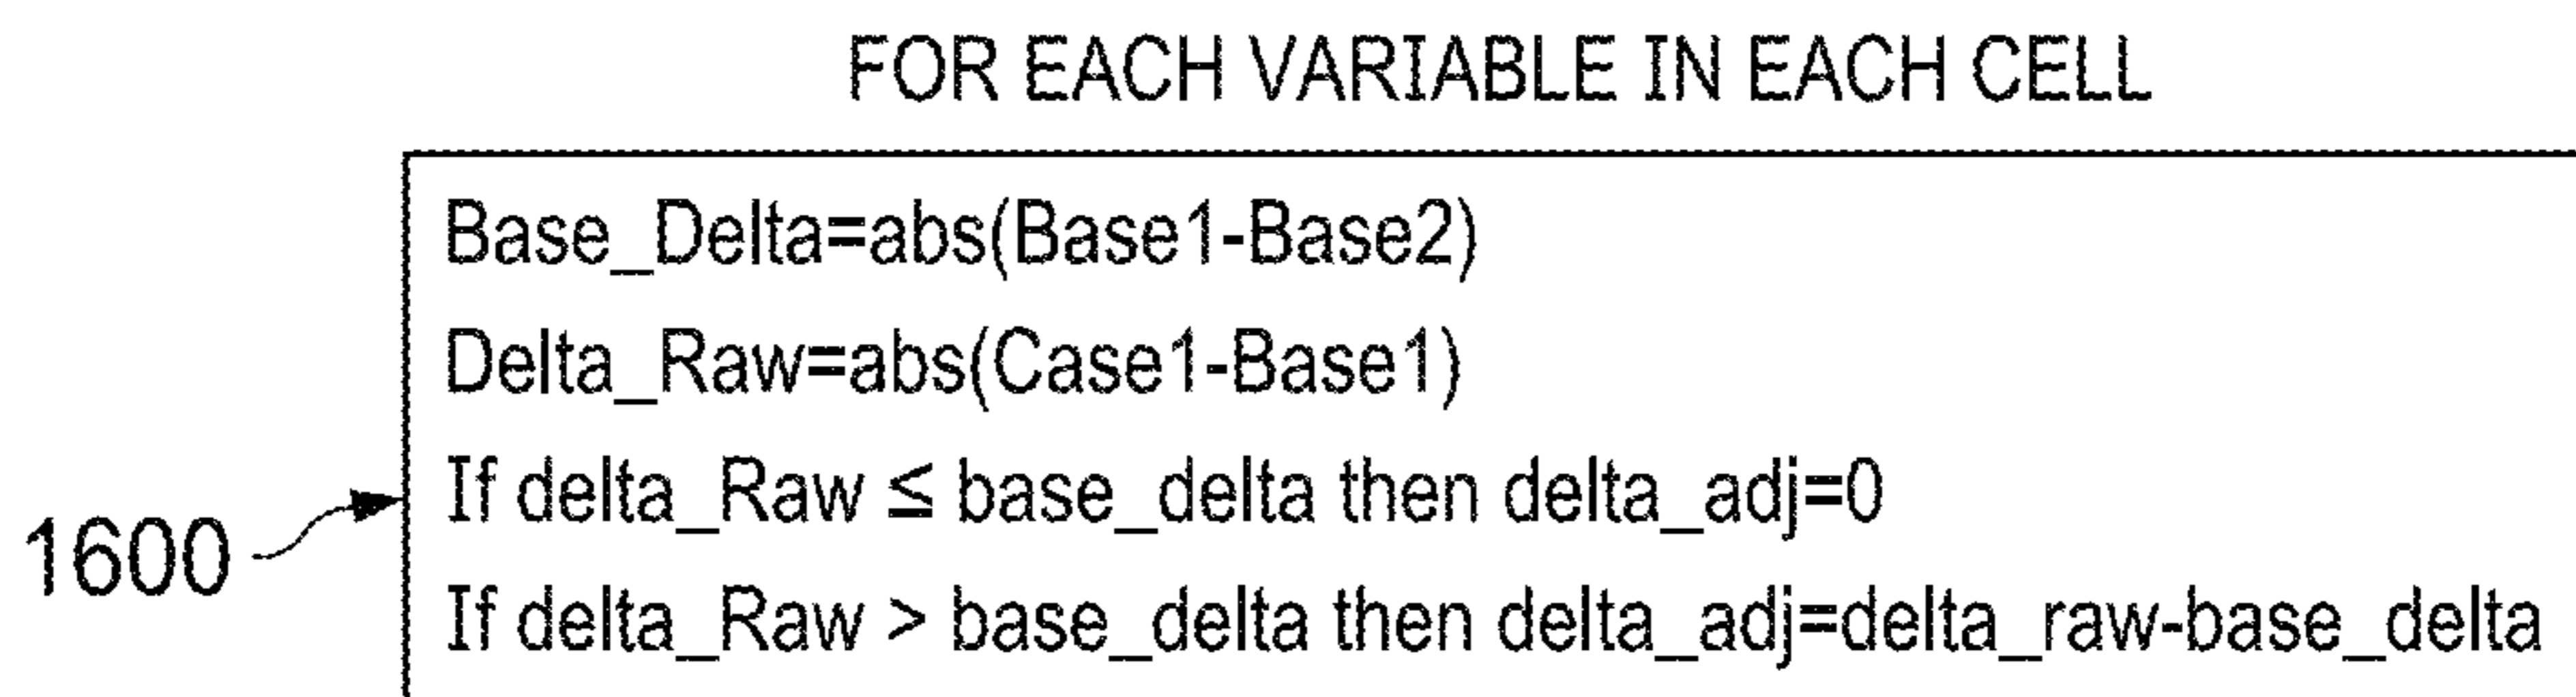 FOR EACH VARIABLE IN EACH CELL
Base_Delta=abs(Base1-Base2)
Delta_Raw=abs(Case1-Base1)
If delta_Raw ≤ base_delta then delta_adj=0
1600
If delta_Raw > base_delta then delta_adj=delta_raw-base_delta